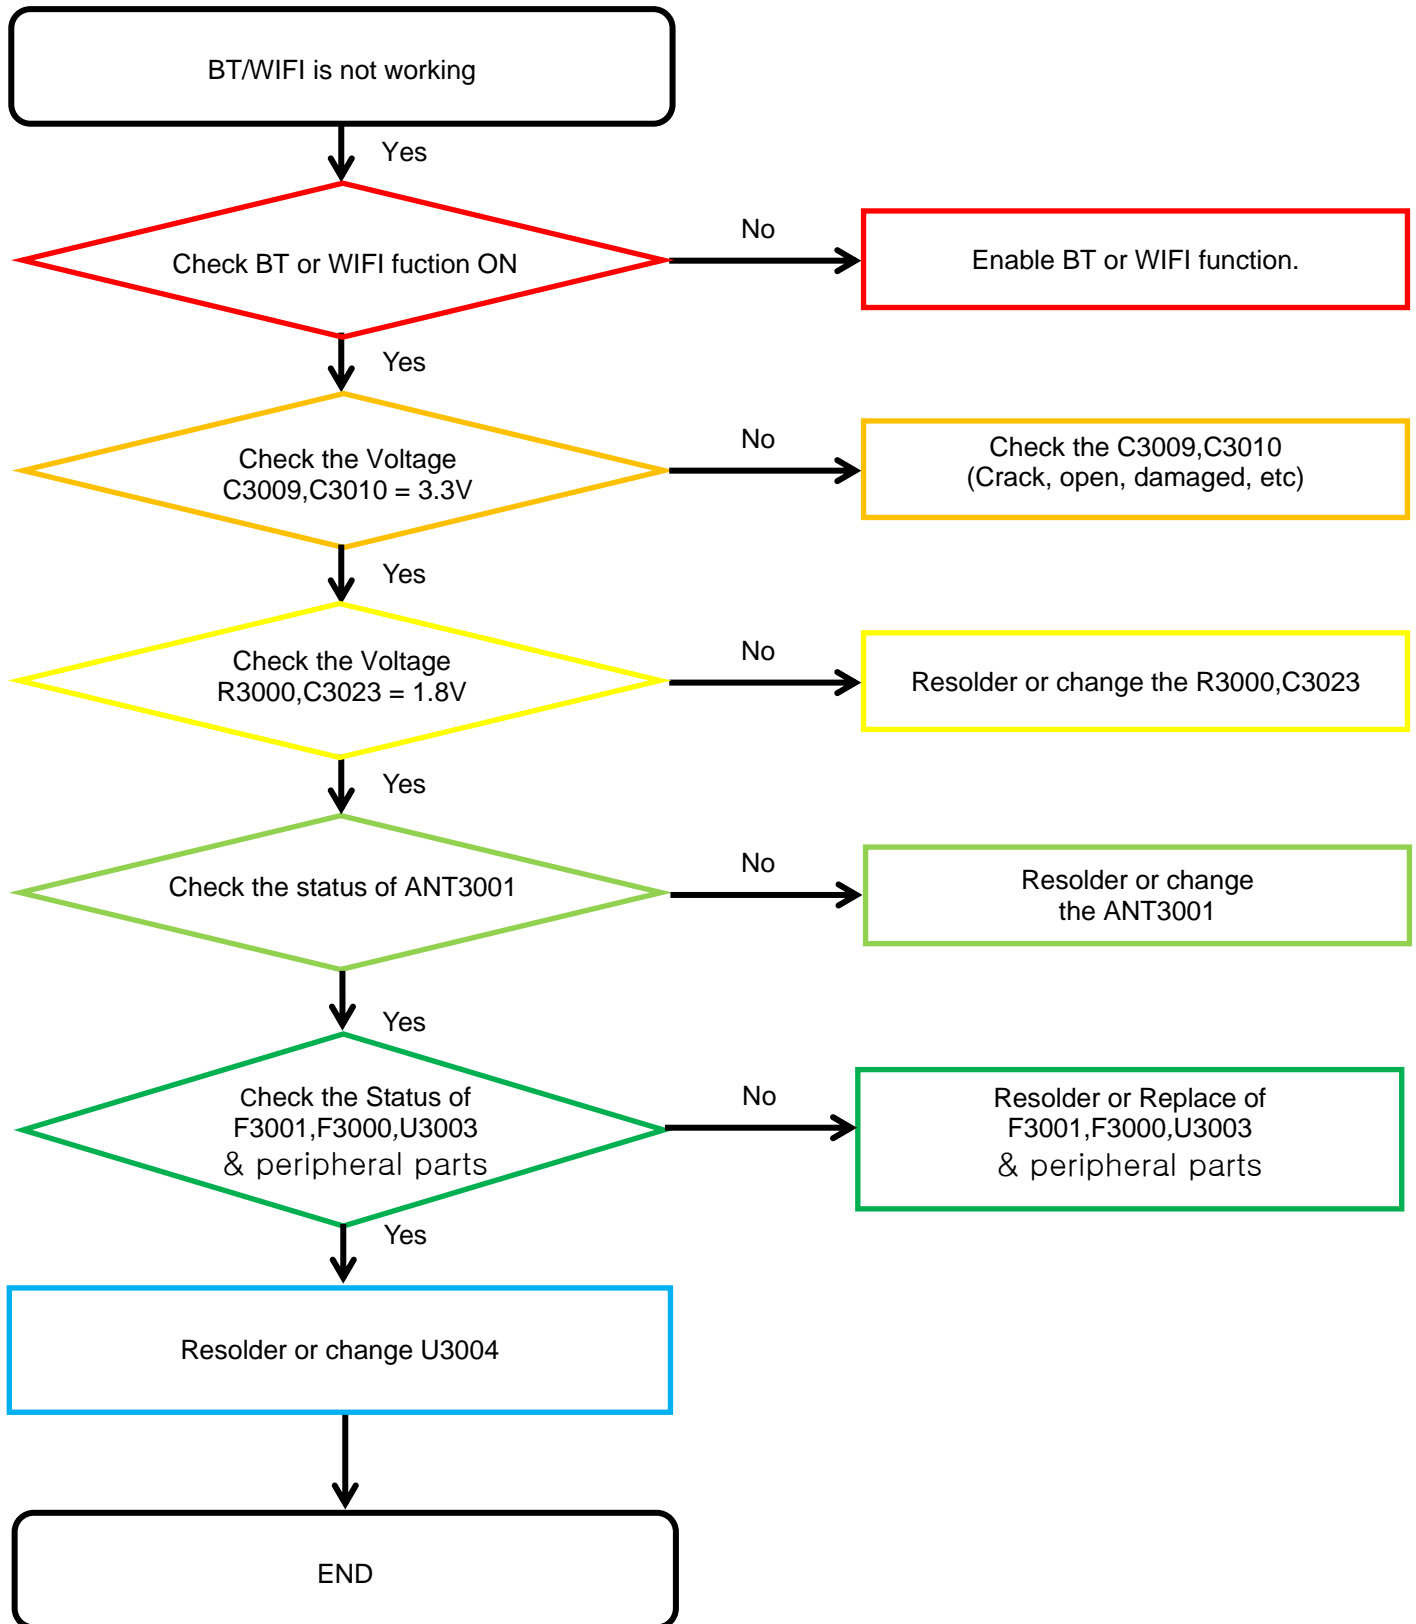 BT/WIFI is not working
Yes
Check BT or WIFI fuction ON
No
Enable BT or WIFI function.
Yes
Check the Voltage
C3009,C3010 = 3.3V
No
Check the C3009,C3010
(Crack, open, damaged, etc)
Yes
Check the Voltage
R3000,C3023 = 1.8V
No
Resolder or change the R3000,C3023
Yes
Check the status of ANT3001
No
Resolder or change
the ANT3001
Yes
Check the Status of
F3001,F3000,U3003
& peripheral parts
No
Resolder or Replace of
F3001,F3000,U3003
& peripheral parts
Yes
Resolder or change U3004
END